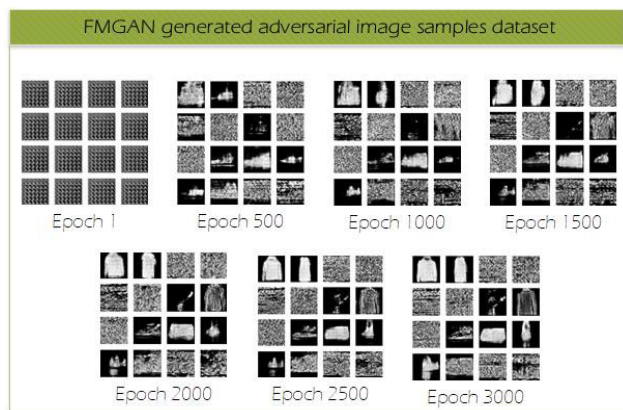 FMGAN generated adversarial image samples dataset
Epoch 1
Epoch 500
Epoch 1000
Epoch 1500
Epoch 2000
Epoch 2500
Epoch 3000